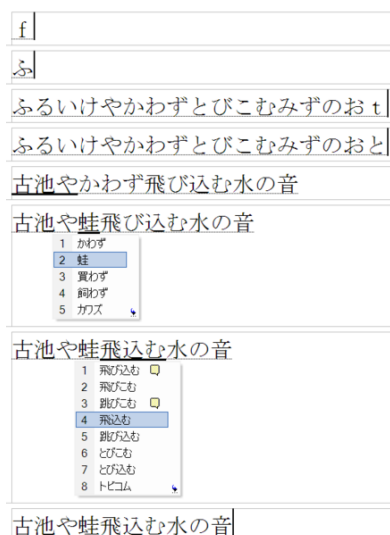 f
ふ
ふるいけやかわずとびこむみずのおt
ふるいけやかわずとびこむみずのおと
古池やかわず飛び込む水の音
古池や蛙飛び込む水の音
1 かわず
2 蛙
3 買わず
4 飼わず
5 カワズ
古池や蛙飛込む水の音
1 飛び込む
2 飛びこむ
3 跳びこむ
4 飛込む
5 跳び込む
6 とびこむ
7 とび込む
8 トビコム
古池や蛙飛込む水の音